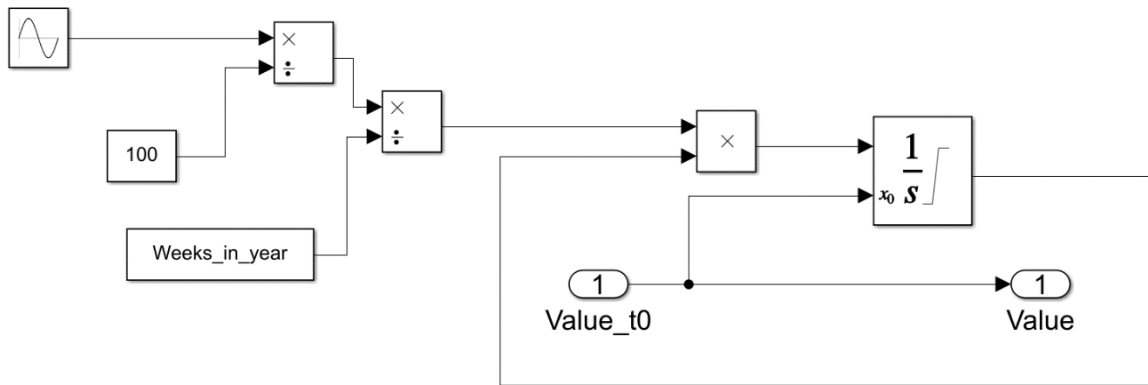 ×
÷
×
÷
100
×
1
s
x₀
Weeks_in_year
1
Value_t0
1
Value